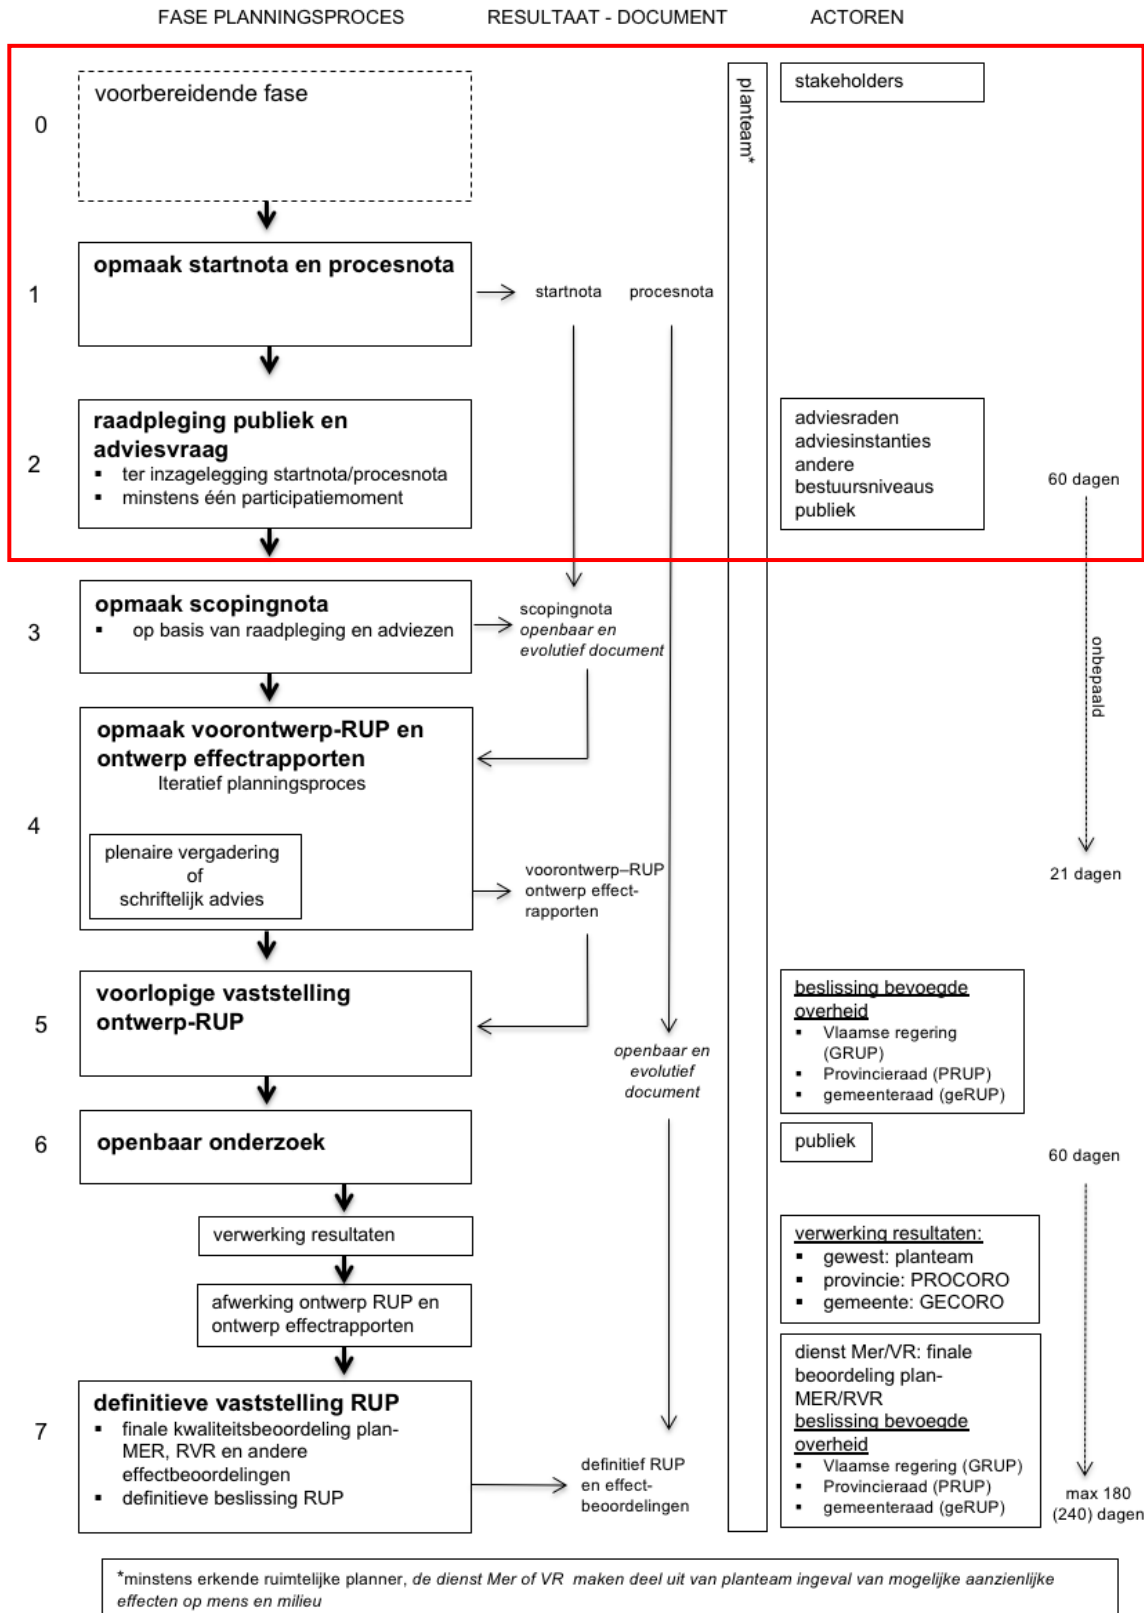 FASE PLANNINGSPROCES
RESULTAAT - DOCUMENT
ACTOREN
0
voorbereidende fase
planteam*
stakeholders
1
opmaak startnota en procesnota
startnota
procesnota
2
raadpleging publiek en
adviesvraag
▪ ter inzagelegging startnota/procesnota
▪ minstens één participatiemoment
adviesraden
adviesinstanties
andere
bestuursniveaus
publiek
60 dagen
3
opmaak scopingnota
▪ op basis van raadpleging en adviezen
scopingnota
openbaar en
evolutief document
onbepaald
4
opmaak voorontwerp-RUP en
ontwerp effectrapporten
Iteratief planningsproces
plenaire vergadering
of
schriftelijk advies
voorontwerp–RUP
ontwerp effect-
rapporten
21 dagen
5
voorlopige vaststelling
ontwerp-RUP
openbaar en
evolutief
document
beslissing bevoegde
overheid
▪ Vlaamse regering
(GRUP)
▪ Provincieraad (PRUP)
▪ gemeenteraad (geRUP)
6
openbaar onderzoek
publiek
60 dagen
verwerking resultaten
verwerking resultaten:
▪ gewest: planteam
▪ provincie: PROCORO
▪ gemeente: GECORO
afwerking ontwerp RUP en
ontwerp effectrapporten
7
definitieve vaststelling RUP
▪ finale kwaliteitsbeoordeling plan-
MER, RVR en andere
effectbeoordelingen
▪ definitieve beslissing RUP
definitief RUP
en effect-
beoordelingen
dienst Mer/VR: finale
beoordeling plan-
MER/RVR
beslissing bevoegde
overheid
▪ Vlaamse regering (GRUP)
▪ Provincieraad (PRUP)
▪ gemeenteraad (geRUP)
max 180
(240) dagen
*minstens erkende ruimtelijke planner, de dienst Mer of VR maken deel uit van planteam ingeval van mogelijke aanzienlijke
effecten op mens en milieu